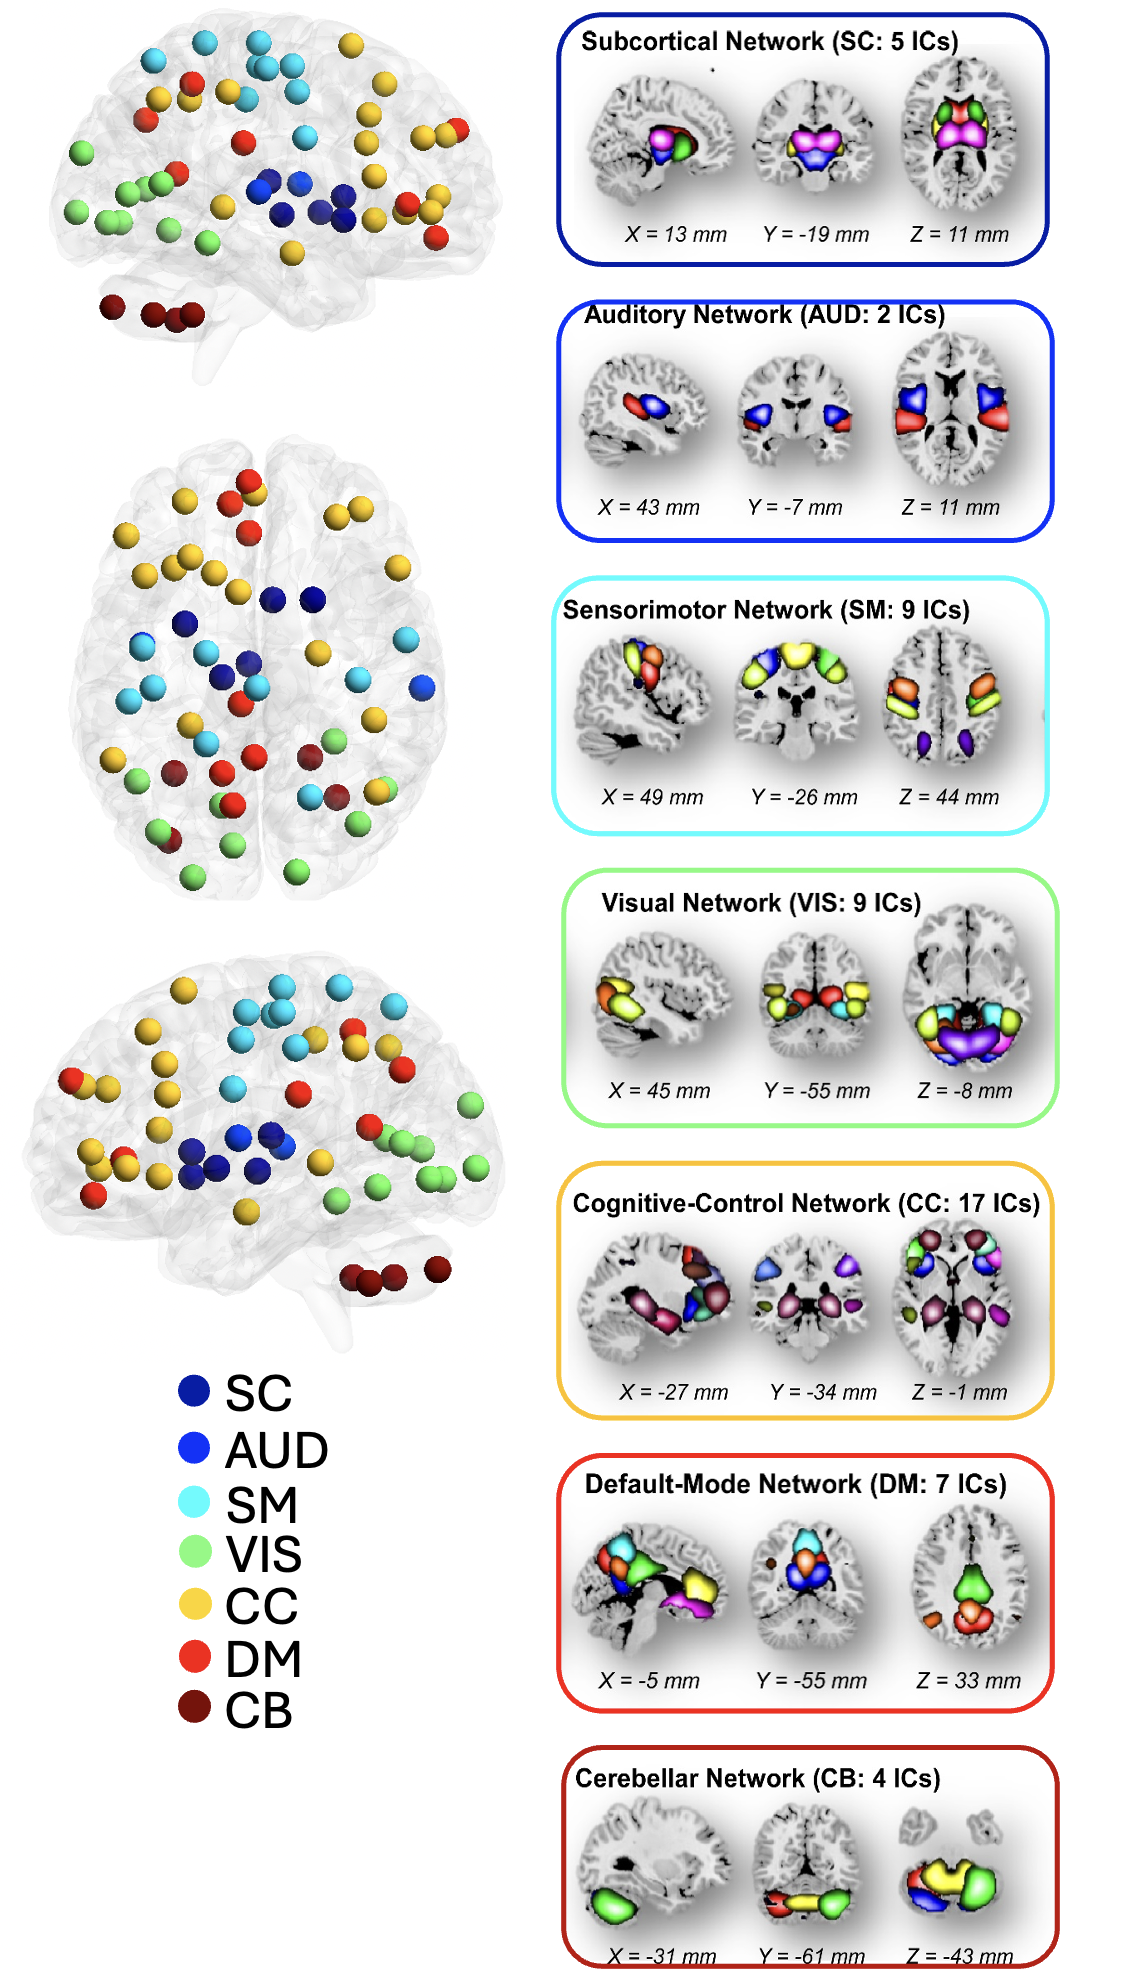 Subcortical Network (SC: 5 ICs)
X = 13 mm Y = -19 mm Z = 11 mm
Auditory Network (AUD: 2 ICs)
X = 43 mm Y = -7 mm Z = 11 mm
Sensorimotor Network (SM: 9 ICs)
X = 49 mm Y = -26 mm Z = 44 mm
Visual Network (VIS: 9 ICs)
X = 45 mm Y = -55 mm Z = -8 mm
Cognitive-Control Network (CC: 17 ICs)
X = -27 mm Y = -34 mm Z = -1 mm
Default-Mode Network (DM: 7 ICs)
X = -5 mm Y = -55 mm Z = 33 mm
Cerebellar Network (CB: 4 ICs)
X = -31 mm Y = -61 mm Z = -43 mm
SC
AUD
SM
VIS
CC
DM
CB